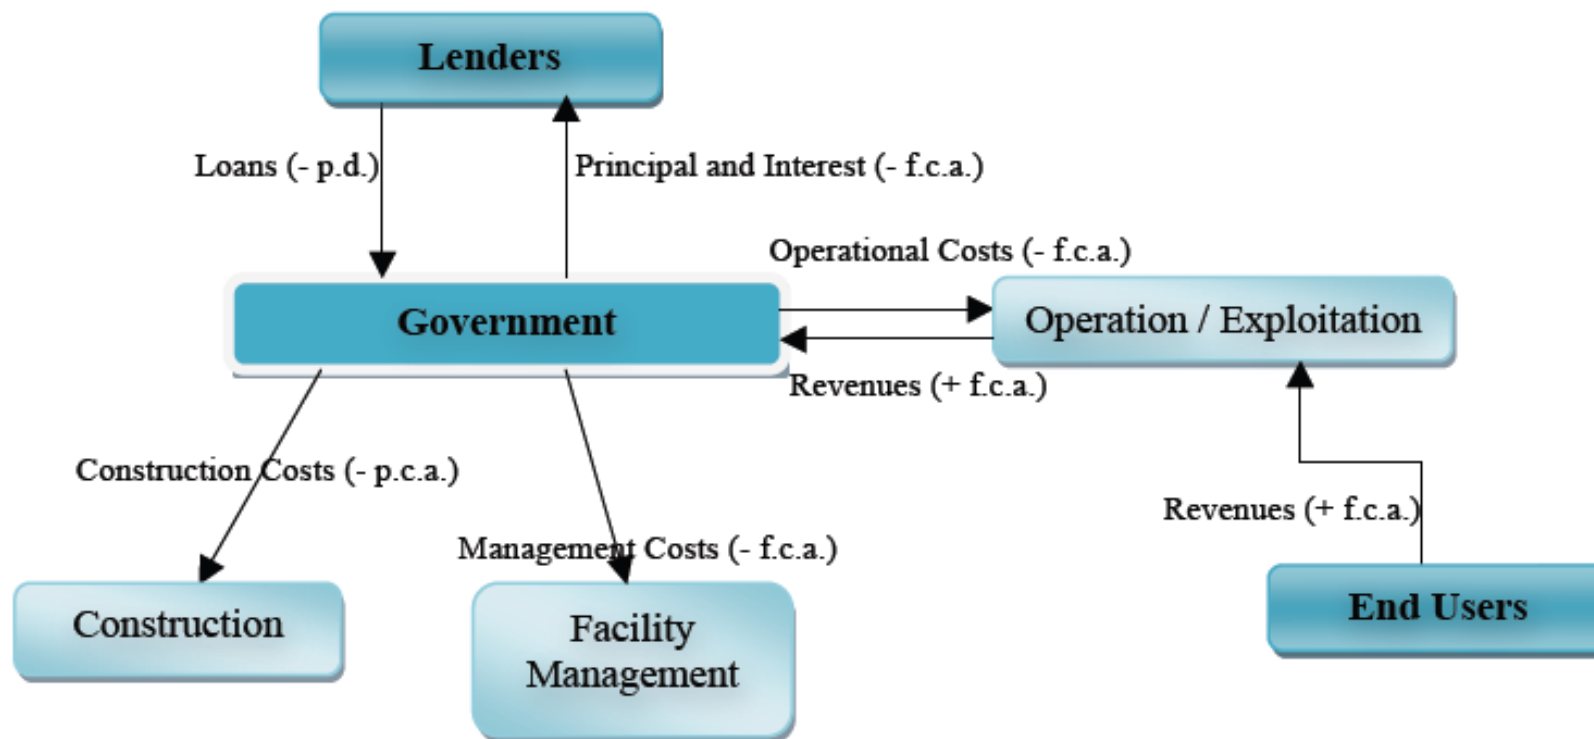 Lenders
Loans (- p.d.)
Principal and Interest (- f.c.a.)
Operational Costs (- f.c.a.)
Government
Operation / Exploitation
Revenues (+ f.c.a.)
Construction Costs (- p.c.a.)
Revenues (+ f.c.a.)
Management Costs (- f.c.a.)
Construction
Facility
Management
End Users